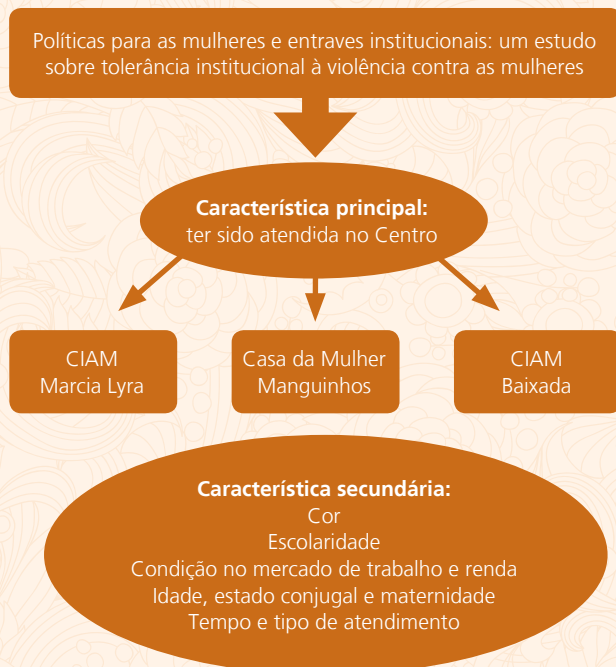 Políticas para as mulheres e entraves institucionais: um estudo
sobre tolerância institucional à violência contra as mulheres
Característica principal:
ter sido atendida no Centro
CIAM
Marcia Lyra
Casa da Mulher
Manguinhos
CIAM
Baixada
Característica secundária:
Cor
Escolaridade
Condição no mercado de trabalho e renda
Idade, estado conjugal e maternidade
Tempo e tipo de atendimento